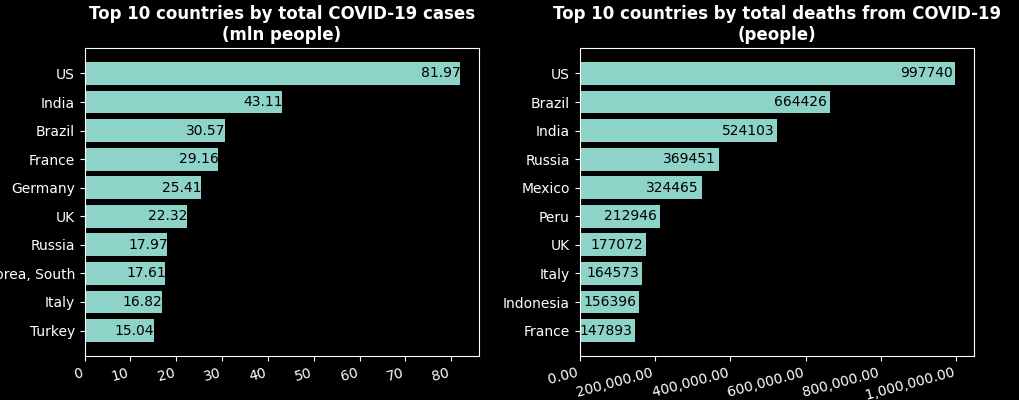 Top 10 countries by total COVID-19 cases
(mln people)
US 81.97
India 43.11
Brazil 30.57
France 29.16
Germany 25.41
UK 22.32
Russia 17.97
orea, South 17.61
Italy 16.82
Turkey 15.04
0 10 20 30 40 50 60 70 80
Top 10 countries by total deaths from COVID-19
(people)
US 997740
Brazil 664426
India 524103
Russia 369451
Mexico 324465
Peru 212946
UK 177072
Italy 164573
Indonesia 156396
France 147893
0.00 200,000.00 400,000.00 600,000.00 800,000.00 1,000,000.00